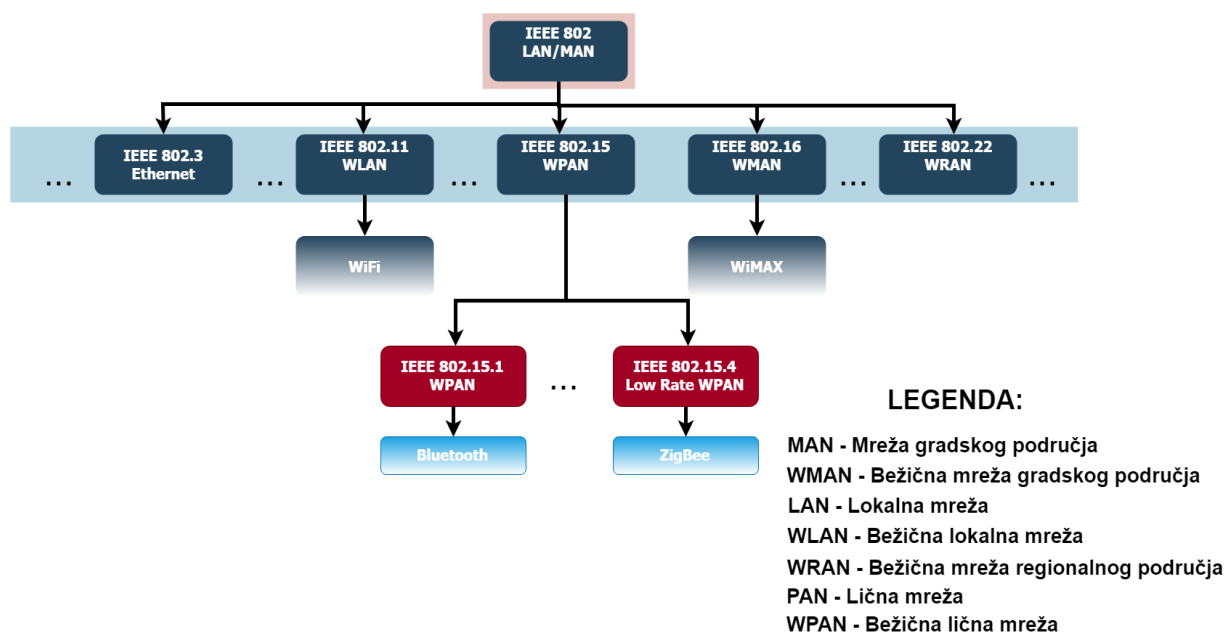 IEEE 802
LAN/MAN
IEEE 802.3
Ethernet
IEEE 802.11
WLAN
IEEE 802.15
WPAN
IEEE 802.16
WMAN
IEEE 802.22
WRAN
... ... ... ... ...
WiFi
WiMAX
IEEE 802.15.1
WPAN
...
IEEE 802.15.4
Low Rate WPAN
Bluetooth
ZigBee
LEGENDA:
MAN - Mreža gradskog područja
WMAN - Bežična mreža gradskog područja
LAN - Lokalna mreža
WLAN - Bežična lokalna mreža
WRAN - Bežična mreža regionalnog područja
PAN - Lična mreža
WPAN - Bežična lična mreža